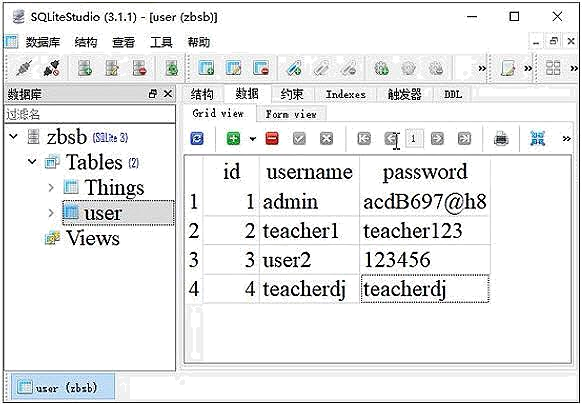 SQLiteStudio (3.1.1) - [user (zbsb)]
数据库 结构 查看 工具 帮助
数据库
过滤名
zbsb (SQLite 3)
Tables (2)
Things
user
Views
结构 数据 约束 Indexes 触发器 DDL
Grid view Form view
1
id username password
1 1 admin acdB697@h8
2 2 teacher1 teacher123
3 3 user2 123456
4 4 teacherdj teacherdj
user (zbsb)